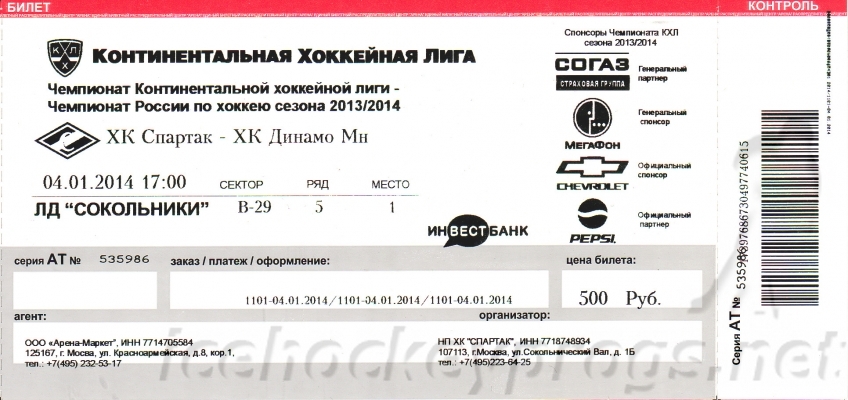 БИЛЕТ
КОНТРОЛЬ
КХЛ
КОНТИНЕНТАЛЬНАЯ ХОККЕЙНАЯ ЛИГА
Чемпионат Континентальной хоккейной лиги -
Чемпионат России по хоккею сезона 2013/2014
ХК Спартак - ХК Динамо Мн
04.01.2014 17:00
СЕКТОР РЯД МЕСТО
ЛД "СОКОЛЬНИКИ" B-29 5 1
ИНВЕСТБАНК
Спонсоры Чемпионата КХЛ
сезона 2013/2014
СОГАЗ
СТРАХОВАЯ ГРУППА
Генеральный
партнер
МЕГАФОН
Генеральный
спонсор
CHEVROLET
Официальный
спонсор
PEPSI
Официальный
партнер
серия АТ № 535986
заказ / платеж / оформление:
цена билета:
1101-04.01.2014/1101-04.01.2014/1101-04.01.2014
500 Руб.
агент:
организатор:
ООО «Арена-Маркет», ИНН 7714705584
125167, г. Москва, ул. Красноармейская, д.8, кор.1,
тел.: +7(495) 232-53-17
НП ХК "СПАРТАК", ИНН 7718748934
107113, г.Москва, ул.Сокольнический Вал, д. 1Б
тел.: +7(495)223-64-25
Серия АТ № 535986
icehockeyprogs.net